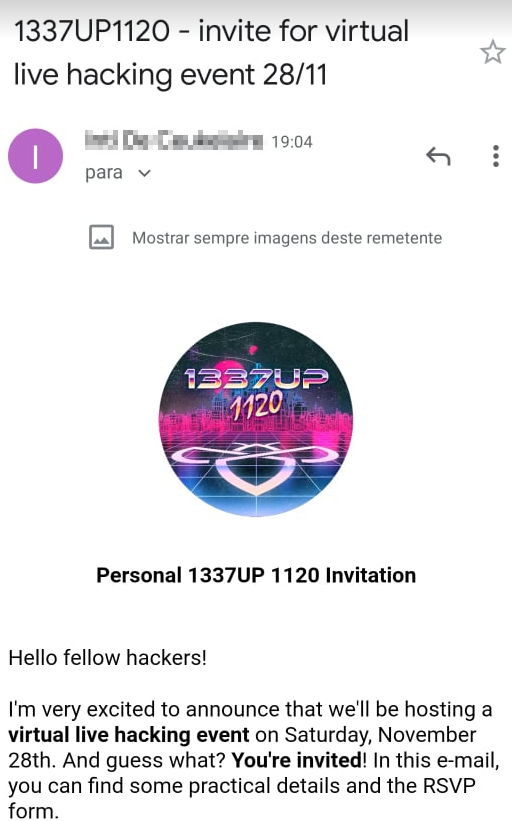 1337UP1120 - invite for virtual
live hacking event 28/11
I
19:04
para
Mostrar sempre imagens deste remetente
1337UP
1120
Personal 1337UP 1120 Invitation
Hello fellow hackers!
I'm very excited to announce that we'll be hosting a
virtual live hacking event on Saturday, November
28th. And guess what? You're invited! In this e-mail,
you can find some practical details and the RSVP
form.